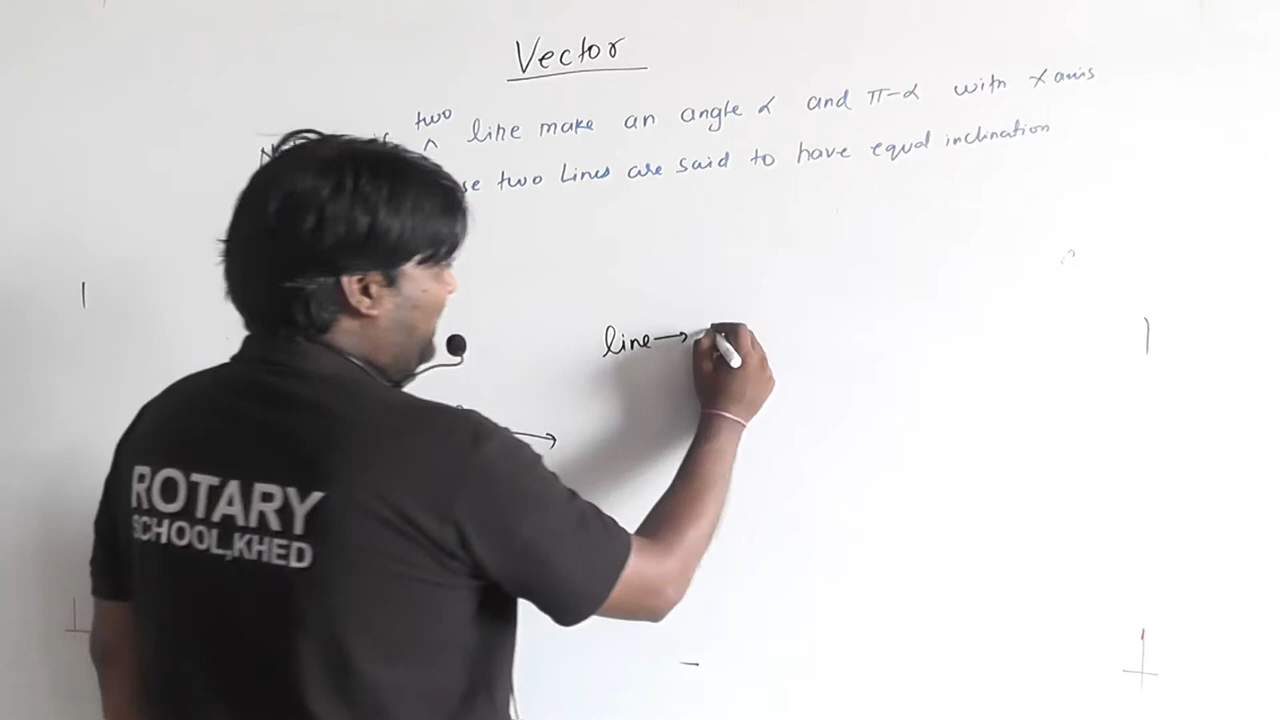 Vector
two
line make an angle α and π-α with X axis
two Lines are said to have equal inclination
line→
ROTARY
SCHOOL,KHED